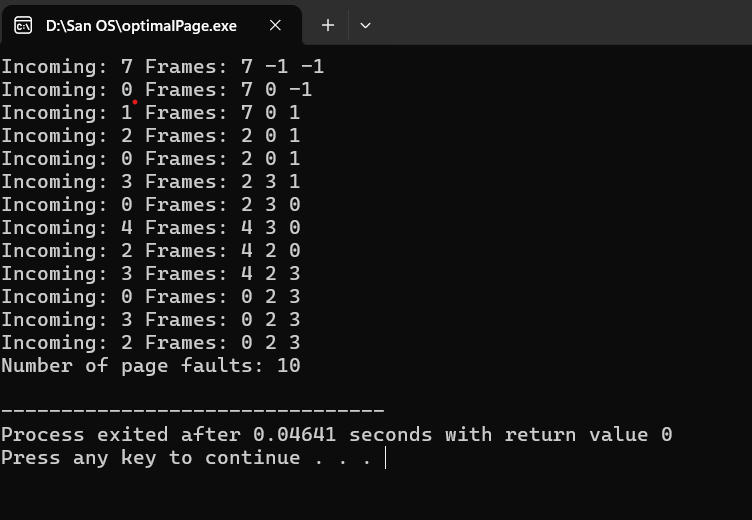 D:\San OS\optimalPage.exe
Incoming: 7 Frames: 7 -1 -1
Incoming: 0 Frames: 7 0 -1
Incoming: 1 Frames: 7 0 1
Incoming: 2 Frames: 2 0 1
Incoming: 0 Frames: 2 0 1
Incoming: 3 Frames: 2 3 1
Incoming: 0 Frames: 2 3 0
Incoming: 4 Frames: 4 3 0
Incoming: 2 Frames: 4 2 0
Incoming: 3 Frames: 4 2 3
Incoming: 0 Frames: 0 2 3
Incoming: 3 Frames: 0 2 3
Incoming: 2 Frames: 0 2 3
Number of page faults: 10
--------------------------------
Process exited after 0.04641 seconds with return value 0
Press any key to continue . . .